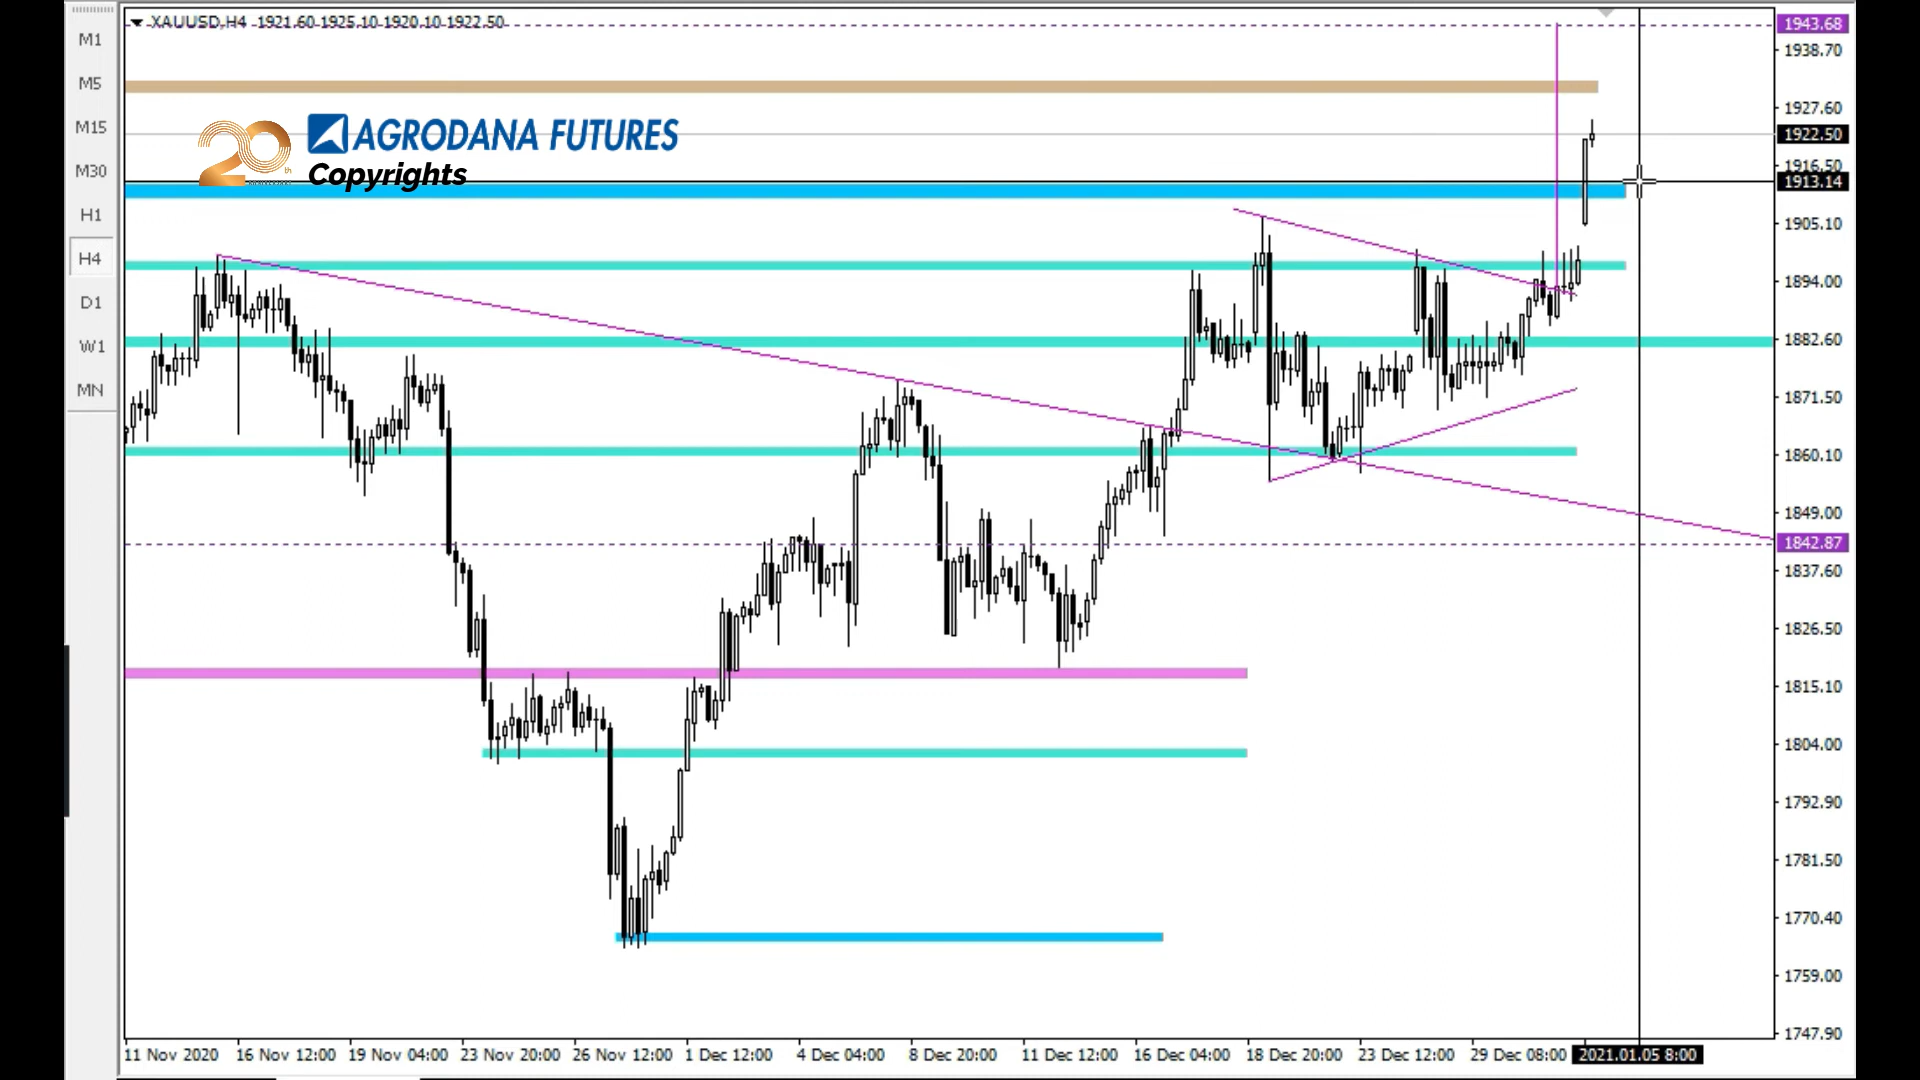 XAUUSD,H4 1921.60 1925.10 1920.10 1922.50
M1
M5
M15
M30
H1
H4
D1
W1
MN
20th
AGRODANA FUTURES
Copyrights
1943.68
1938.70
1927.60
1922.50
1916.50
1913.14
1905.10
1894.00
1882.60
1871.50
1860.10
1849.00
1842.87
1837.60
1826.50
1815.10
1804.00
1792.90
1781.50
1770.40
1759.00
1747.90
11 Nov 2020 16 Nov 12:00 19 Nov 04:00 23 Nov 20:00 26 Nov 12:00 1 Dec 12:00 4 Dec 04:00 8 Dec 20:00 11 Dec 12:00 16 Dec 04:00 18 Dec 20:00 23 Dec 12:00 29 Dec 08:00 2021.01.05 8:00